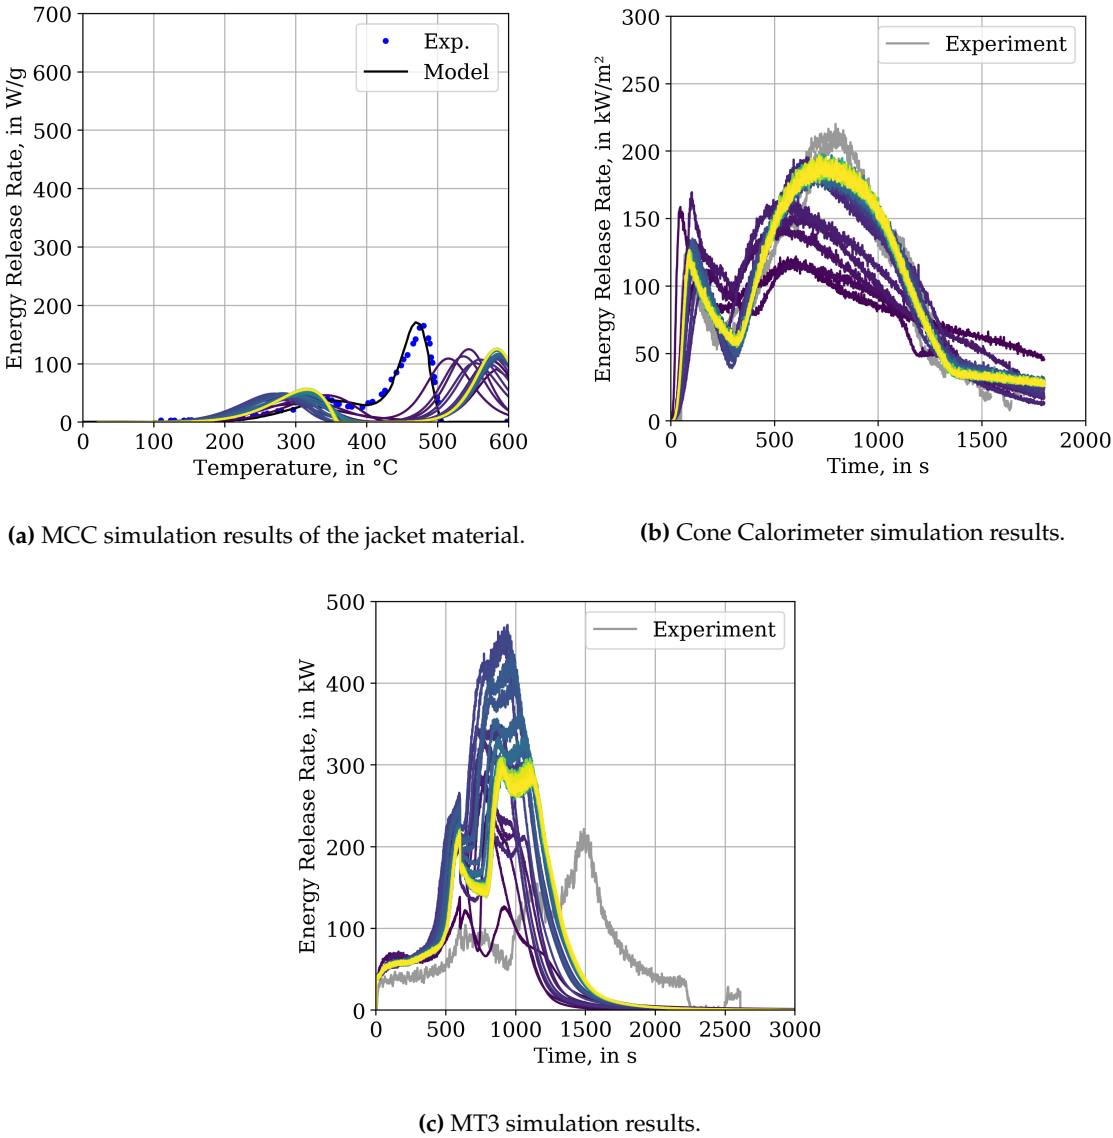 700
600
500
400
300
200
100
0
Energy Release Rate, in W/g
Exp.
Model
0 100 200 300 400 500 600
Temperature, in °C
(a) MCC simulation results of the jacket material.
300
250
200
150
100
50
0
Energy Release Rate, in kW/m²
Experiment
0 500 1000 1500 2000
Time, in s
(b) Cone Calorimeter simulation results.
500
400
300
200
100
0
Energy Release Rate, in kW
Experiment
0 500 1000 1500 2000 2500 3000
Time, in s
(c) MT3 simulation results.